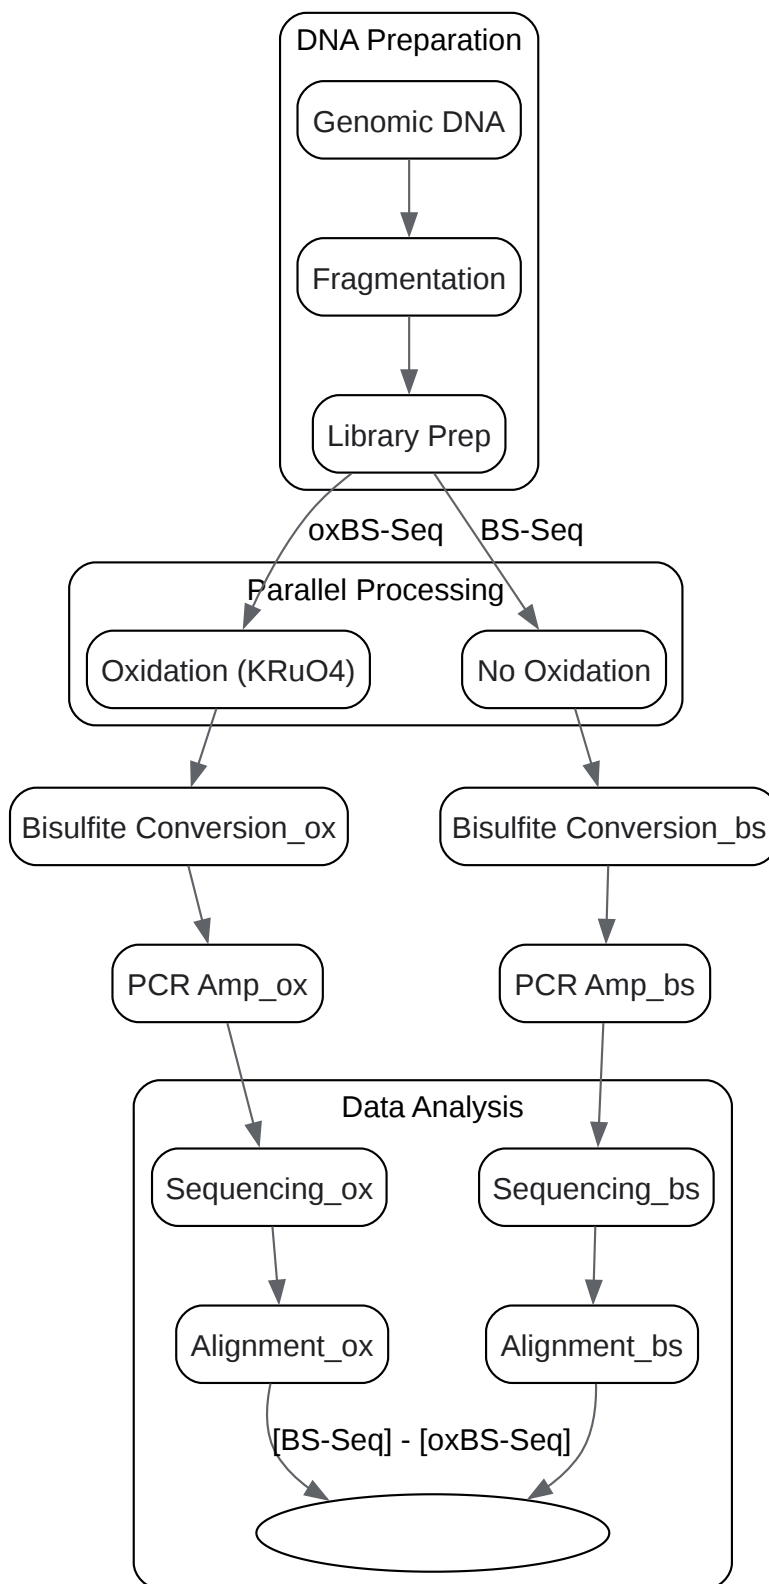 DNA Preparation
Genomic DNA
Fragmentation
Library Prep
oxBS-Seq
BS-Seq
Parallel Processing
Oxidation (KRuO4)
No Oxidation
Bisulfite Conversion_ox
Bisulfite Conversion_bs
PCR Amp_ox
PCR Amp_bs
Data Analysis
Sequencing_ox
Sequencing_bs
Alignment_ox
Alignment_bs
[BS-Seq] - [oxBS-Seq]